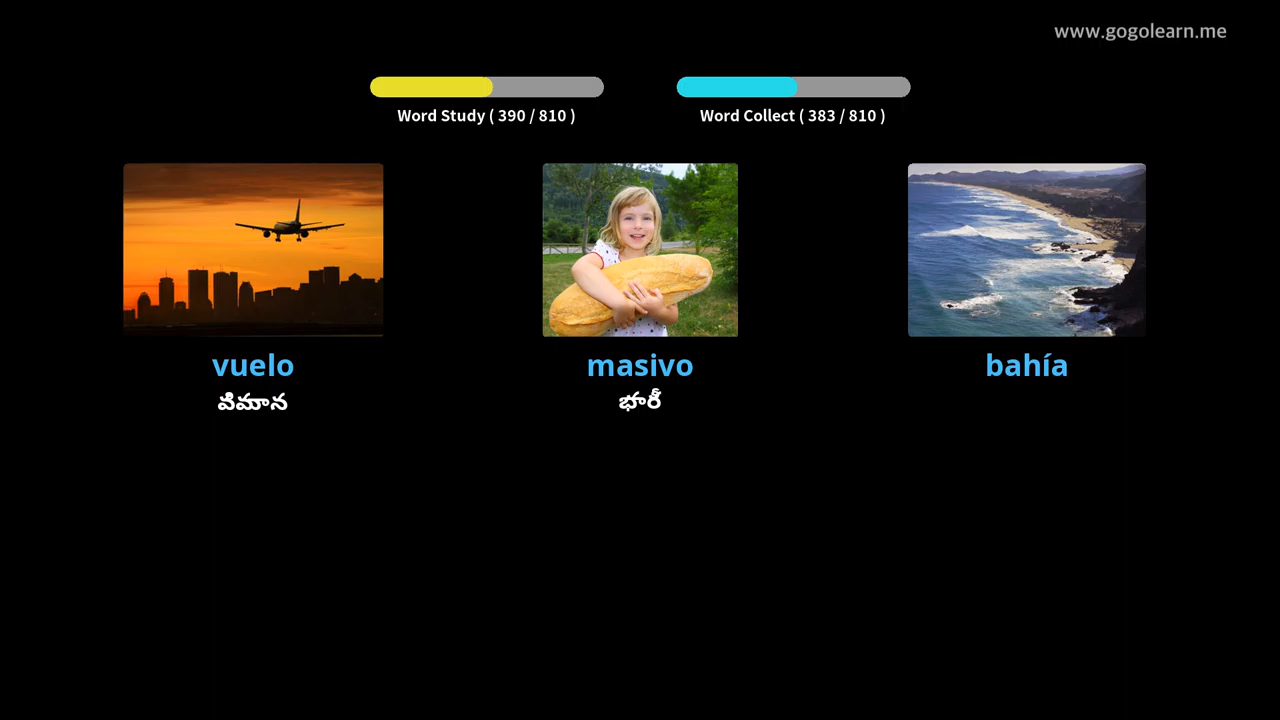 www.gogolearn.me
Word Study ( 390 / 810 )
Word Collect ( 383 / 810 )
vuelo
విమాన
masivo
భారీ
bahía